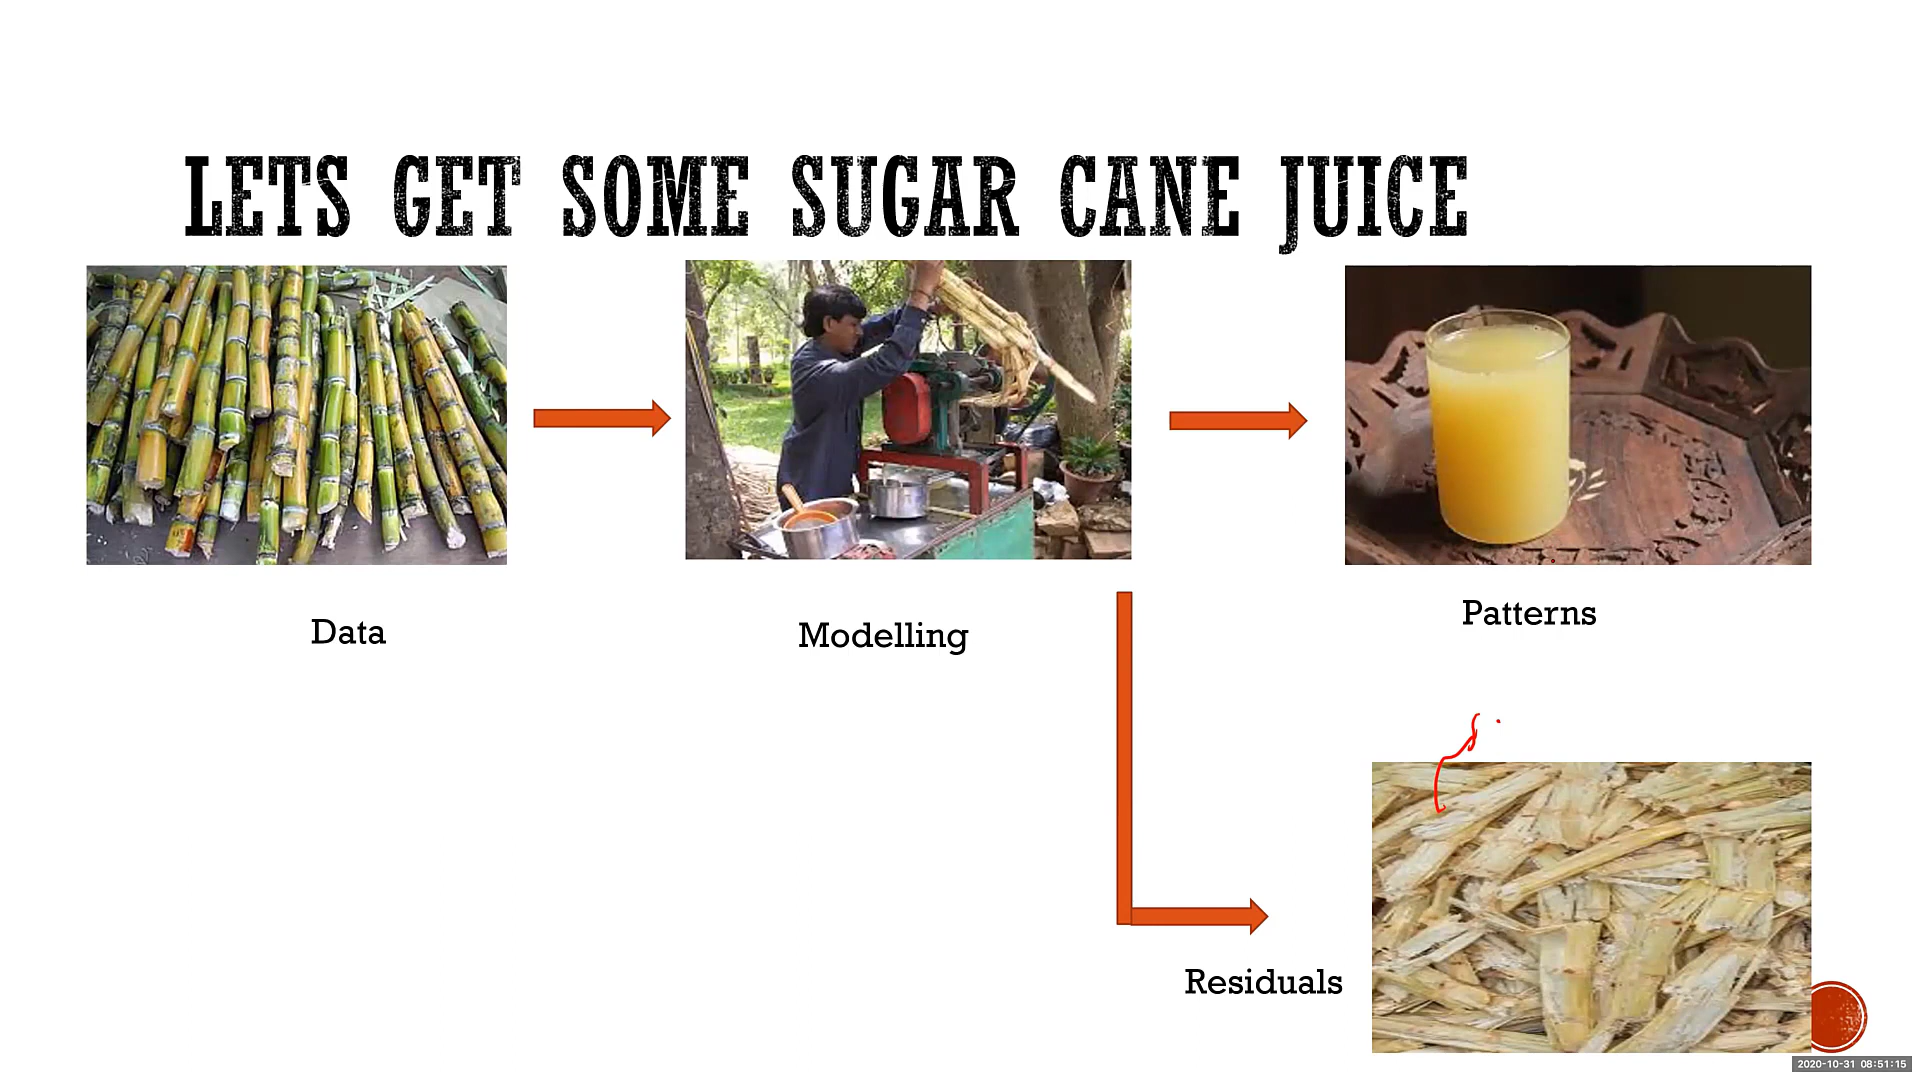 LETS GET SOME SUGAR CANE JUICE
Data
Modelling
Patterns
Residuals
2020-10-31 08:51:15